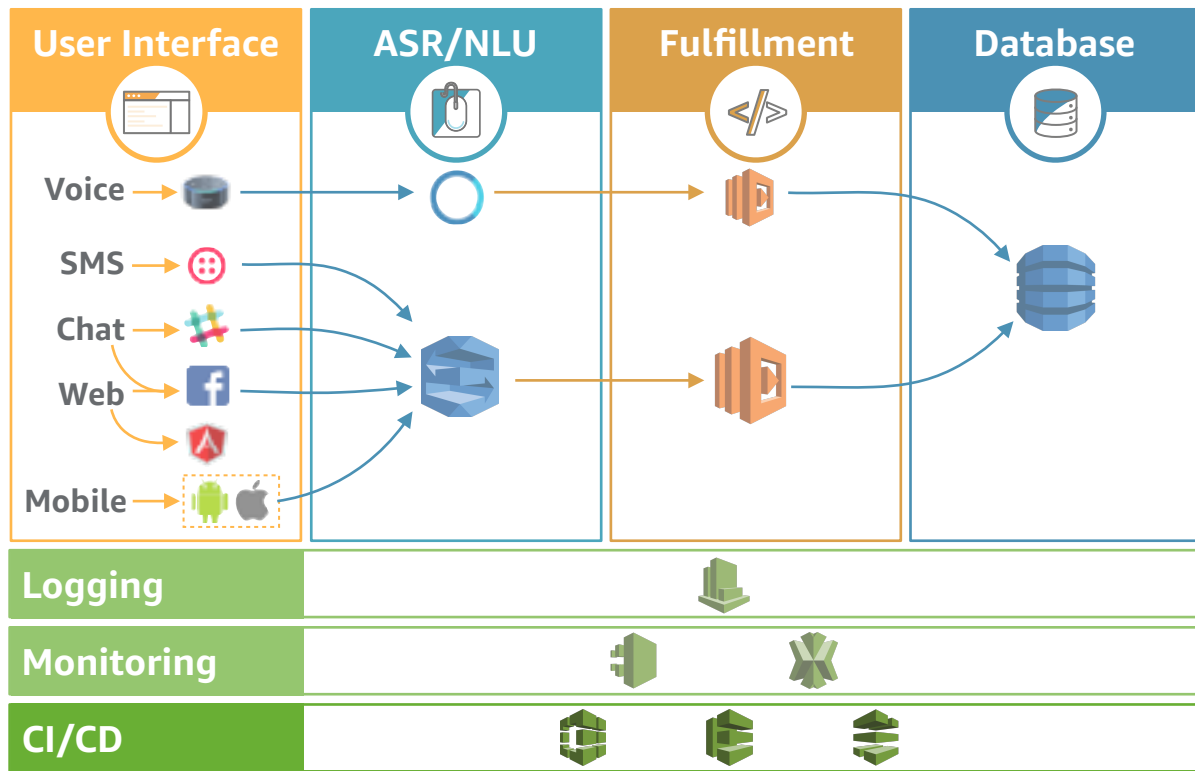 User Interface
ASR/NLU
Fulfillment
Database
Voice
SMS
Chat
Web
Mobile
Logging
Monitoring
CI/CD